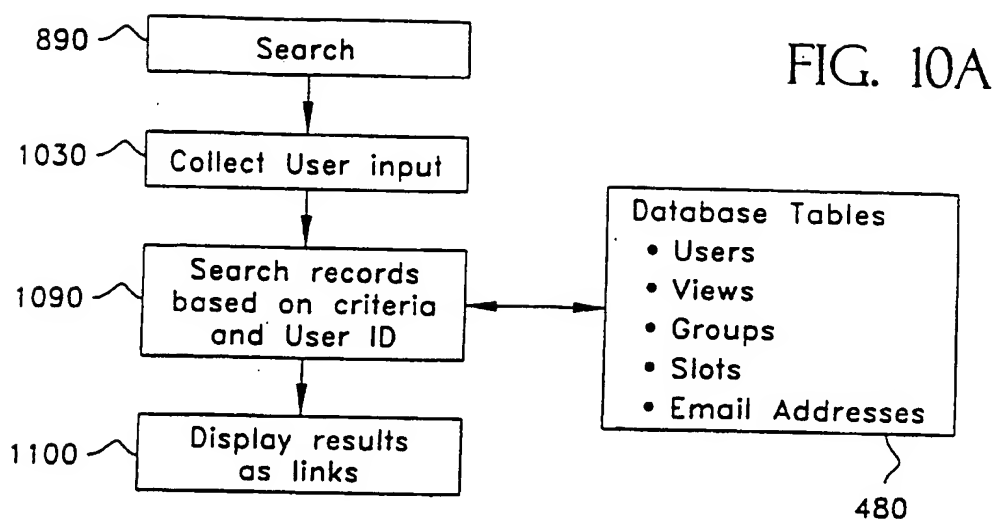 FIG. 10A
890
Search
1030
Collect User input
1090
Search records
based on criteria
and User ID
1100
Display results
as links
Database Tables
• Users
• Views
• Groups
• Slots
• Email Addresses
480